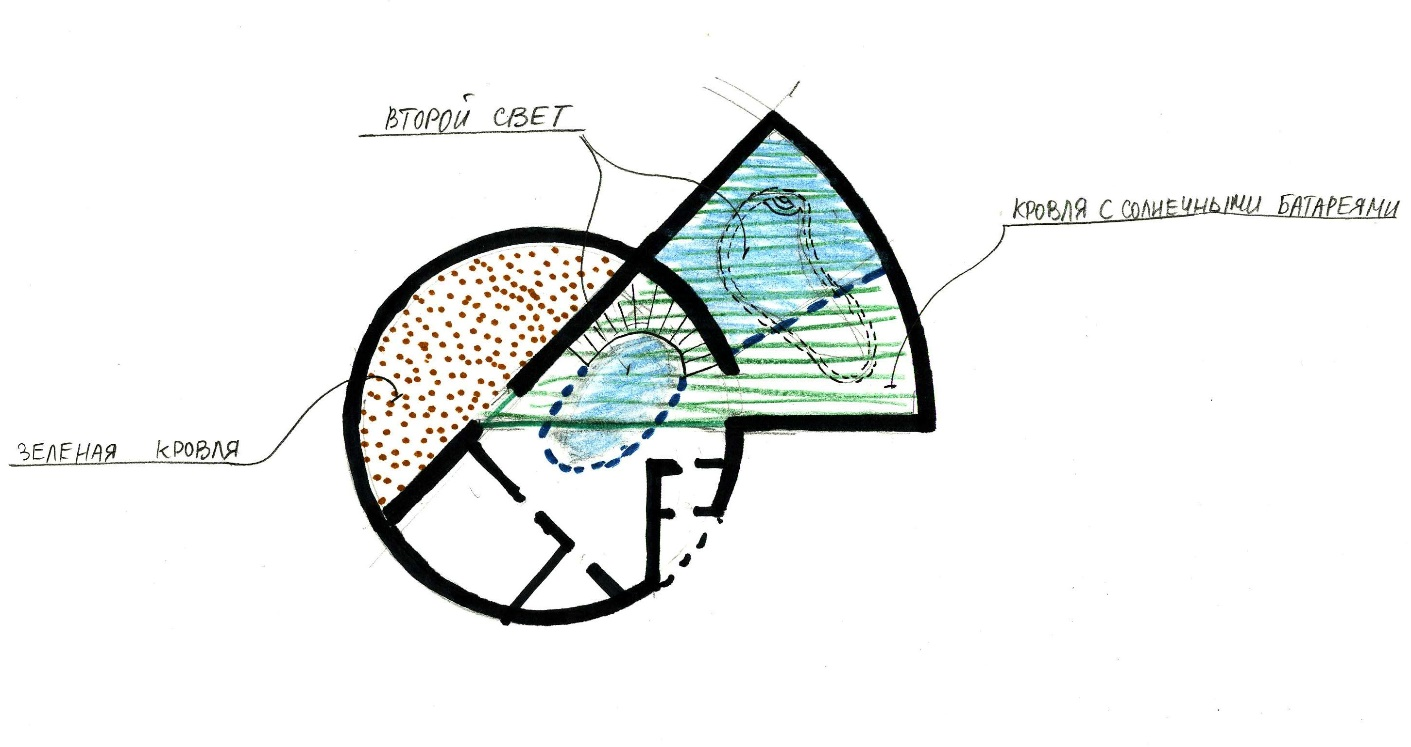 ВТОРОЙ СВЕТ
КРОВЛЯ С СОЛНЕЧНЫМИ БАТАРЕЯМИ
ЗЕЛЕНАЯ КРОВЛЯ